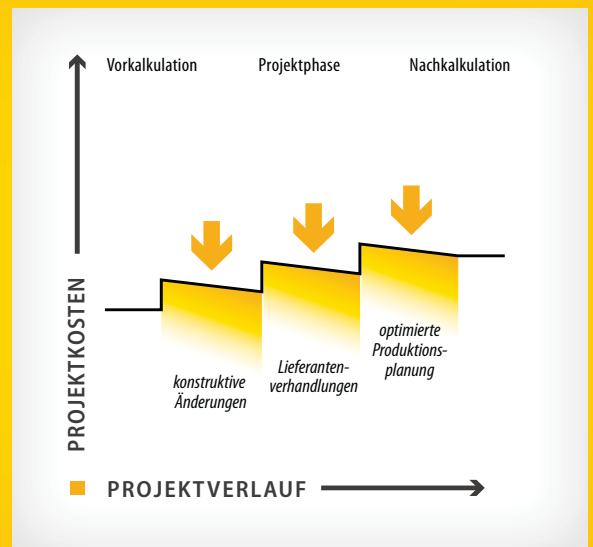 Vorkalkulation Projektphase Nachkalkulation
PROJEKTKOSTEN
konstruktive
Änderungen
Lieferanten-
verhandlungen
optimierte
Produktions-
planung
PROJEKTVERLAUF